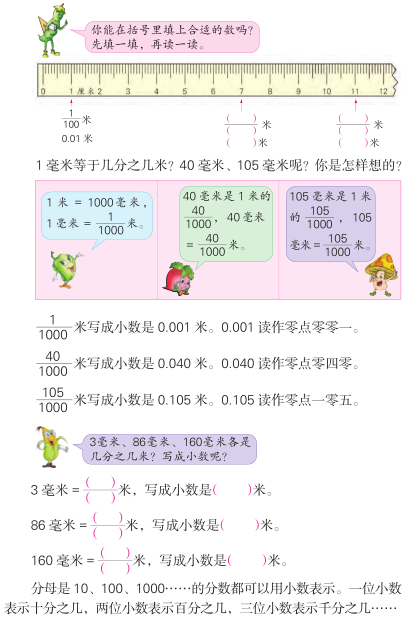 你能在括号里填上合适的数吗?
先填一填，再读一读。
0 1 厘米 2 3 4 5 6 7 8 9 10 11 12
1/100 米 ( )/( ) 米 ( )/( ) 米
0.01 米 ( ) 米 ( ) 米
1 毫米等于几分之几米? 40 毫米、105 毫米呢? 你是怎样想的?
1 米 = 1000 毫米，
1 毫米 = 1/1000 米。
40 毫米是 1 米的
40/1000，40 毫米
= 40/1000 米。
105 毫米是 1 米
的 105/1000，105
毫米= 105/1000 米。
1/1000 米写成小数是 0.001 米。0.001 读作零点零零一。
40/1000 米写成小数是 0.040 米。0.040 读作零点零四零。
105/1000 米写成小数是 0.105 米。0.105 读作零点一零五。
3毫米、86毫米、160毫米各是
几分之几米? 写成小数呢?
3 毫米 = ( )/( ) 米，写成小数是( )米。
86 毫米 = ( )/( ) 米，写成小数是( )米。
160 毫米 = ( )/( ) 米，写成小数是( )米。
分母是 10、100、1000……的分数都可以用小数表示。一位小数
表示十分之几，两位小数表示百分之几，三位小数表示千分之几……